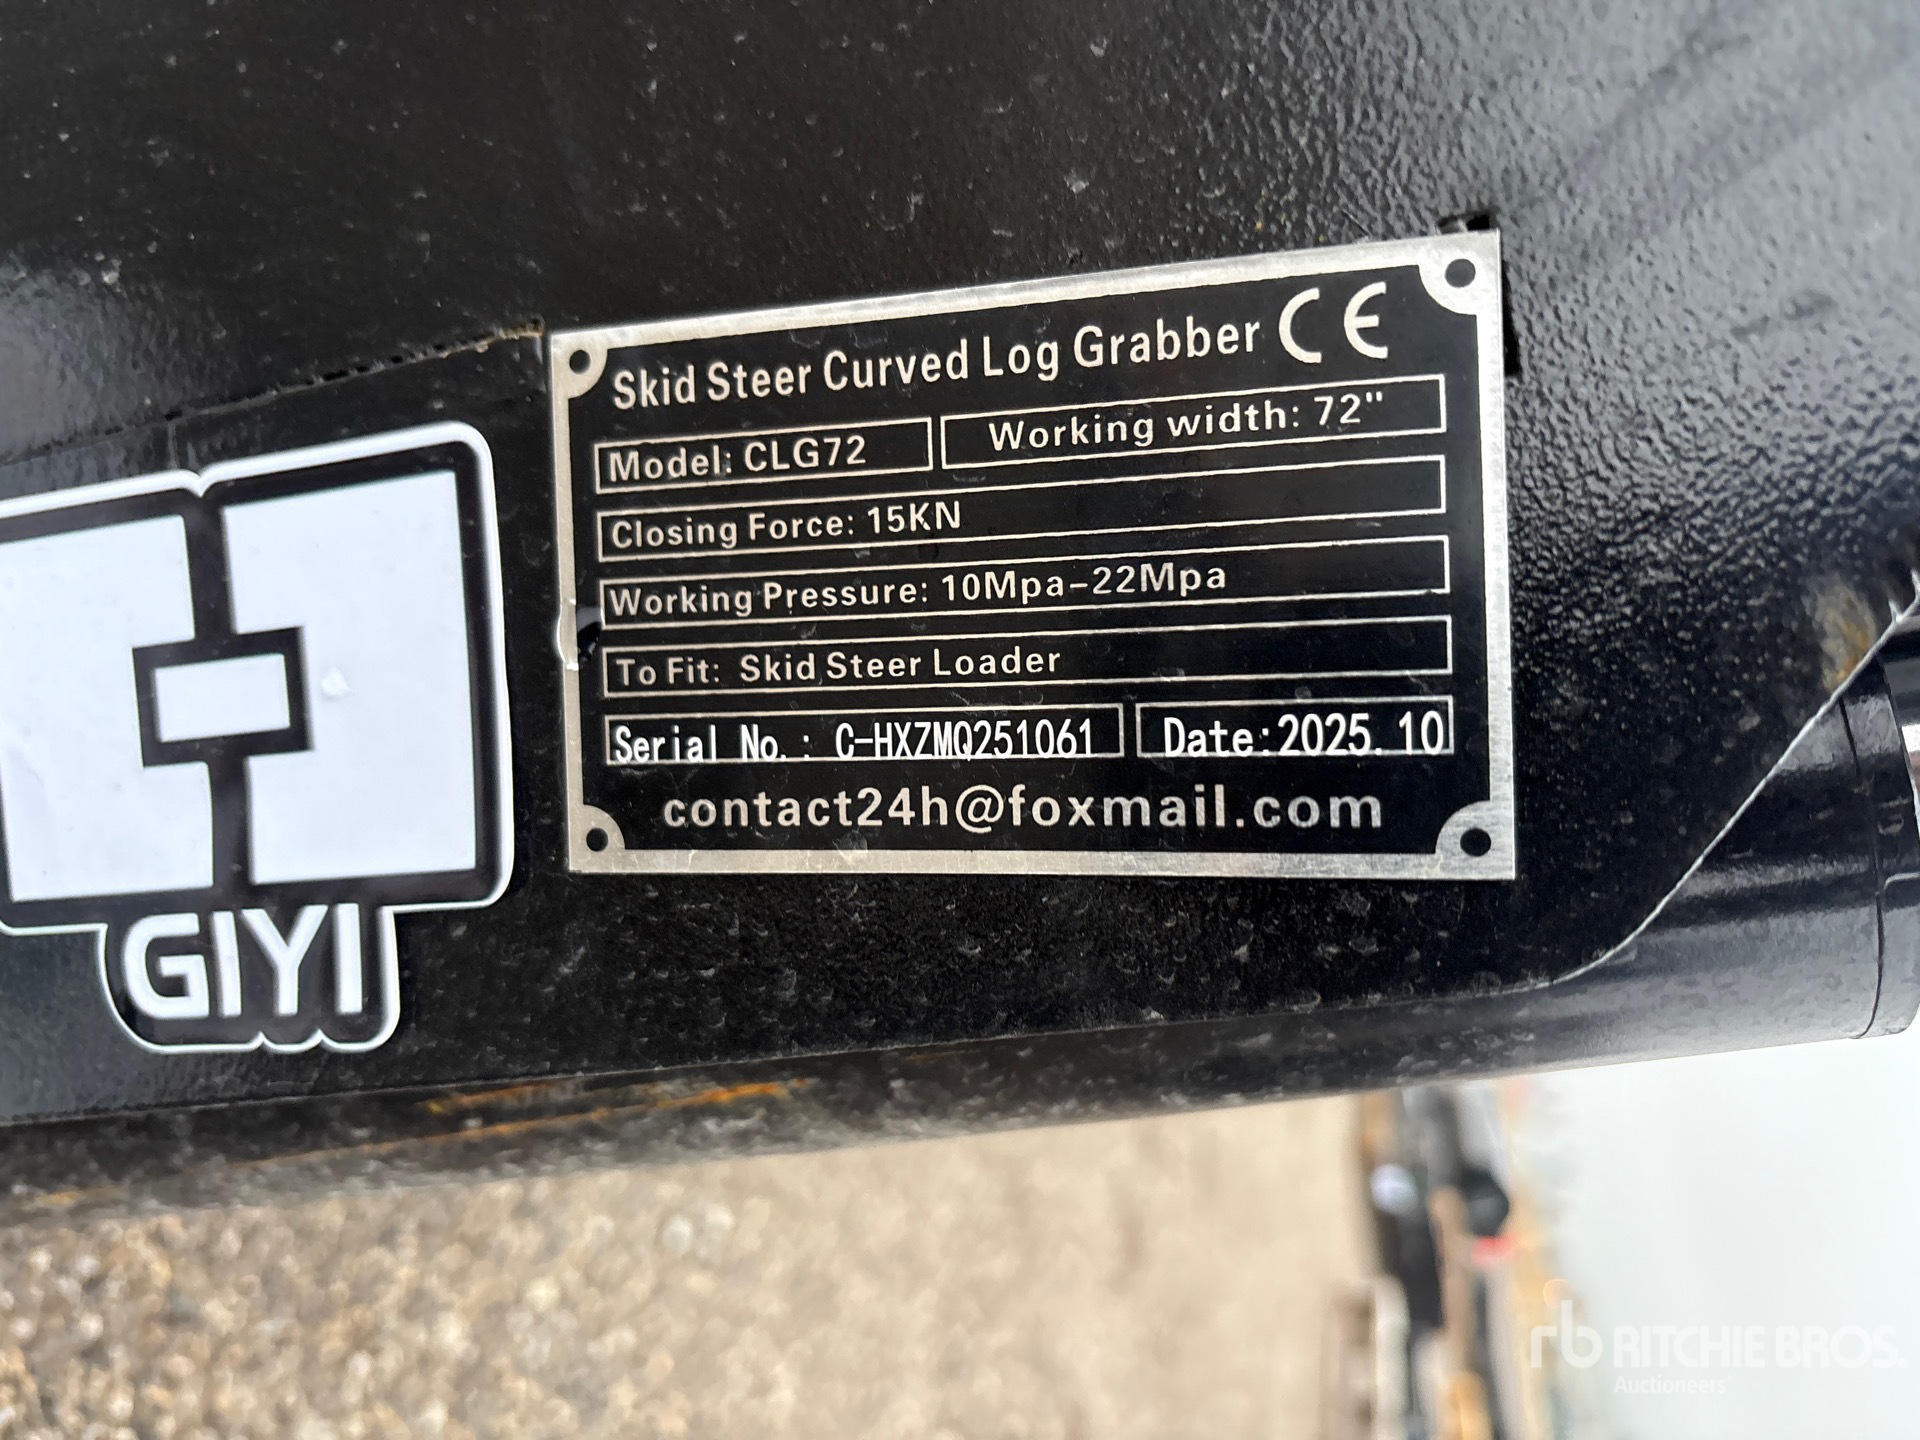 Skid Steer Curved Log Grabber CE
Model: CLG72
Working width: 72"
Closing Force: 15KN
Working Pressure: 10Mpa-22Mpa
To Fit: Skid Steer Loader
Serial No.: C-HXZMQ251061
Date:2025.10
contact24h@foxmail.com
GIYI
rb RITCHIE BROS.
Auctioneers